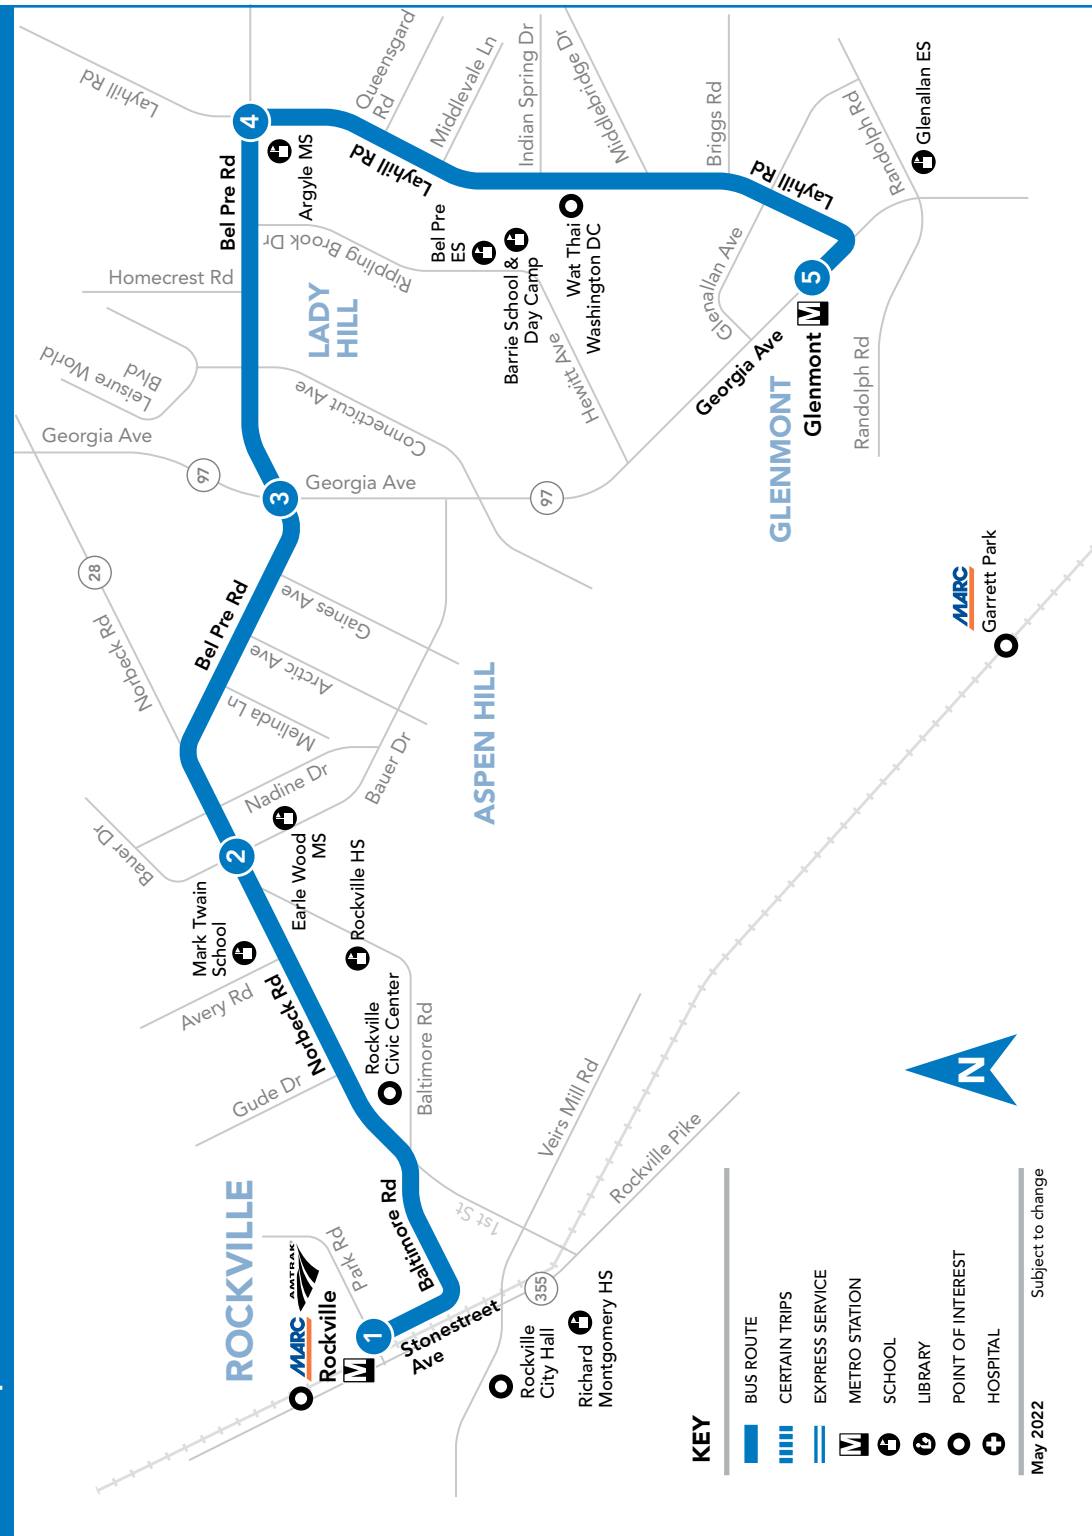 ROCKVILLE
MARC
AMTRAK
Rockville
M
1
Park Rd
Stonestreet
Ave
Baltimore Rd
Rockville
City Hall
Richard
Montgomery HS
355
1st St
Veirs Mill Rd
Rockville Pike
Gude Dr
Avery Rd
Norbeck Rd
Rockville
Civic Center
Baltimore Rd
Rockville HS
Mark Twain
School
Earle Wood
MS
2
Bauer Dr
Nadine Dr
Bauer Dr
Melinda Ln
Arctic Ave
Gaines Ave
ASPEN HILL
Norbeck Rd
28
Bel Pre Rd
3
97
Georgia Ave
Georgia Ave
97
Leisure World
Blvd
Connecticut Ave
Homecrest Rd
LADY
HILL
Bel Pre Rd
Rippling Brook Dr
4
Argyle MS
Layhill Rd
Layhill Rd
Queensgard
Rd
Middlevale Ln
Indian Spring Dr
Middlebridge Dr
Briggs Rd
Bel Pre
ES
Barrie School &
Day Camp
Wat Thai
Washington DC
Hewitt Ave
Glenallan Ave
Layhill Rd
Randolph Rd
Glenallan ES
Georgia Ave
5
M
Glenmont
GLENMONT
Randolph Rd
MARC
Garrett Park
N
KEY
BUS ROUTE
CERTAIN TRIPS
EXPRESS SERVICE
M METRO STATION
SCHOOL
LIBRARY
POINT OF INTEREST
HOSPITAL
May 2022
Subject to change